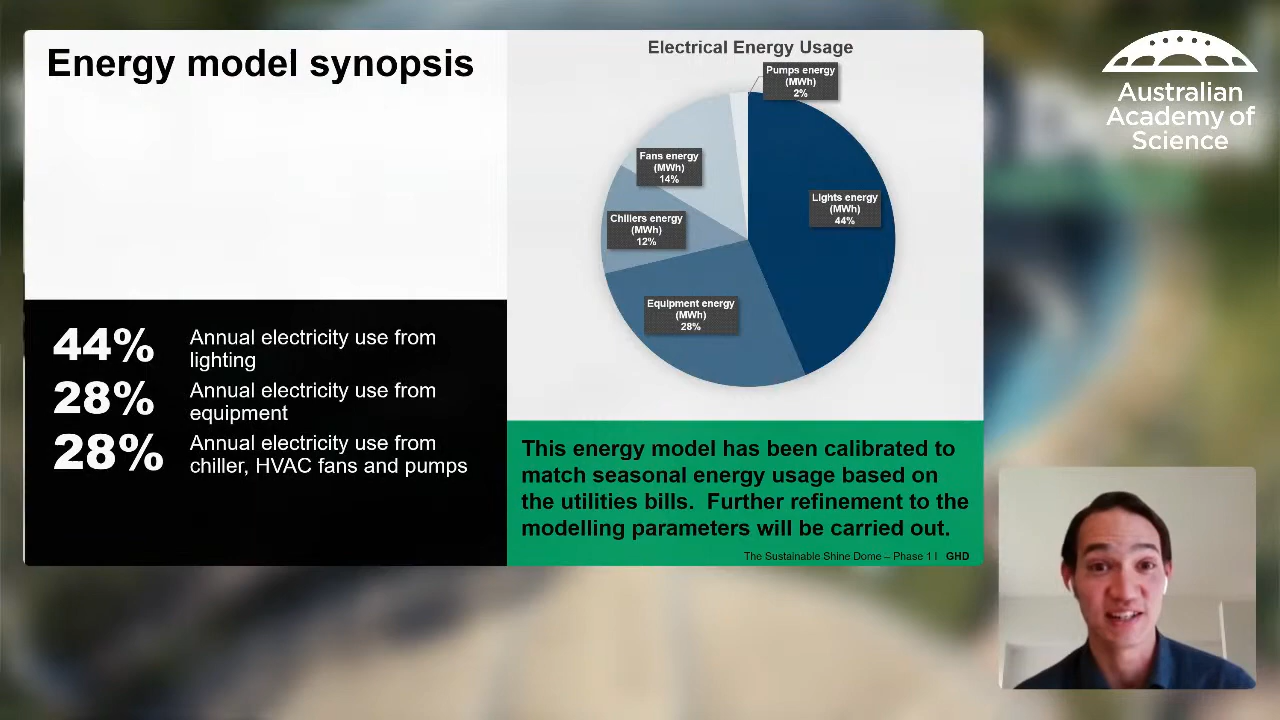 Energy model synopsis
44%
Annual electricity use from
lighting
28%
Annual electricity use from
equipment
28%
Annual electricity use from
chiller, HVAC fans and pumps
Electrical Energy Usage
Pumps energy
(MWh)
2%
Fans energy
(MWh)
14%
Lights energy
(MWh)
44%
Chillers energy
(MWh)
12%
Equipment energy
(MWh)
28%
This energy model has been calibrated to
match seasonal energy usage based on
the utilities bills. Further refinement to the
modelling parameters will be carried out.
The Sustainable Shine Dome – Phase 1 I GHD
Australian
Academy of
Science